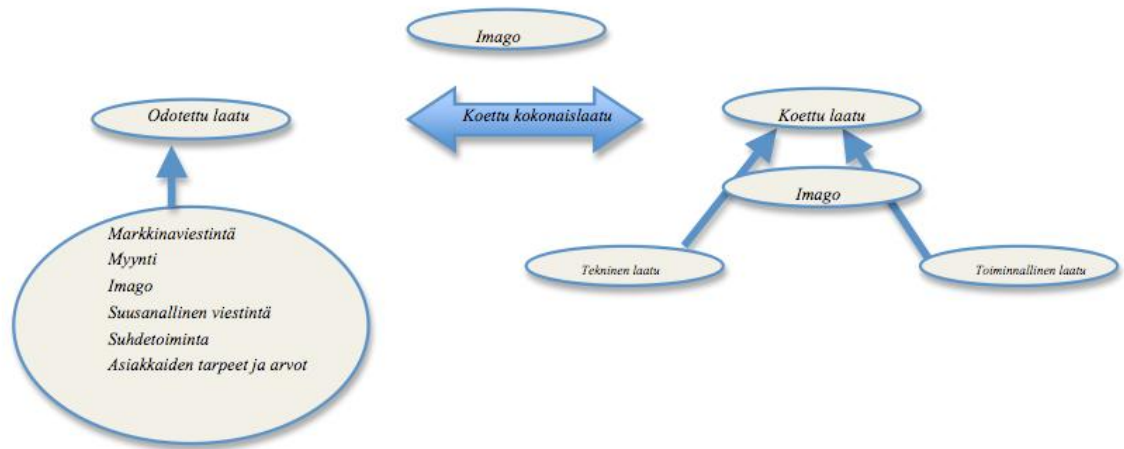 Imago
Odotettu laatu
Koettu kokonaislaatu
Koettu laatu
Imago
Tekninen laatu
Toiminnallinen laatu
Markkinaviestintä
Myynti
Imago
Suusanallinen viestintä
Suhdetoiminta
Asiakkaiden tarpeet ja arvot